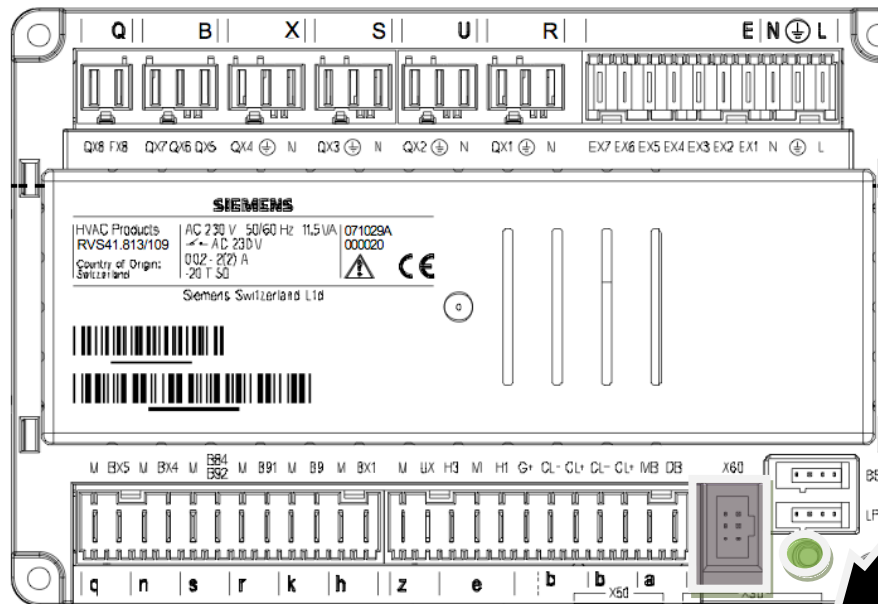 Q B X S U R E N L
QX8 FX8 QX7 QX6 QX5 QX4 N QX3 N QX2 N QX1 N EX7 EX6 EX5 EX4 EX3 EX2 EX1 N L
SIEMENS
HVAC Products AC 230 V 50/60 Hz 11.5 VA 071029A
RVS41.813/109 AC 230V 000020
Country of Origin: 0.02 - 2(2) A
Switzerland -20 T 50
CE
Siemens Switzerland Ltd
B84
M BX5 M BX4 M B92 M B91 M B9 M BX1 M UX H3 M H1 G+ CL- CL+ CL- CL+ MB DB X60
q n s r k h z e b b a
X50